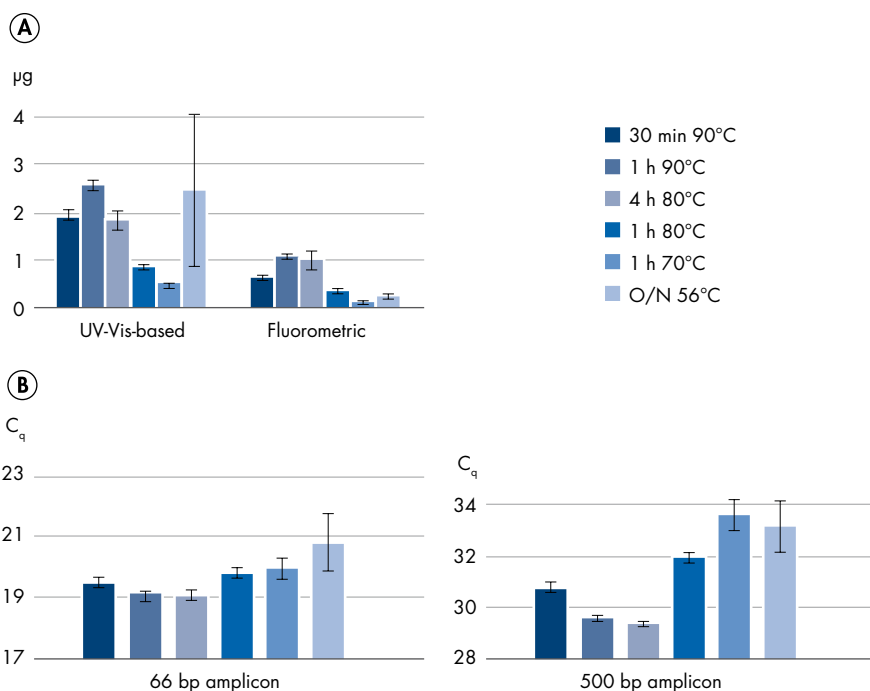 A
µg
4
3
2
1
0
UV-Vis-based
Fluorometric
30 min 90°C
1 h 90°C
4 h 80°C
1 h 80°C
1 h 70°C
O/N 56°C
B
Cq
23
21
19
17
66 bp amplicon
Cq
34
32
30
28
500 bp amplicon